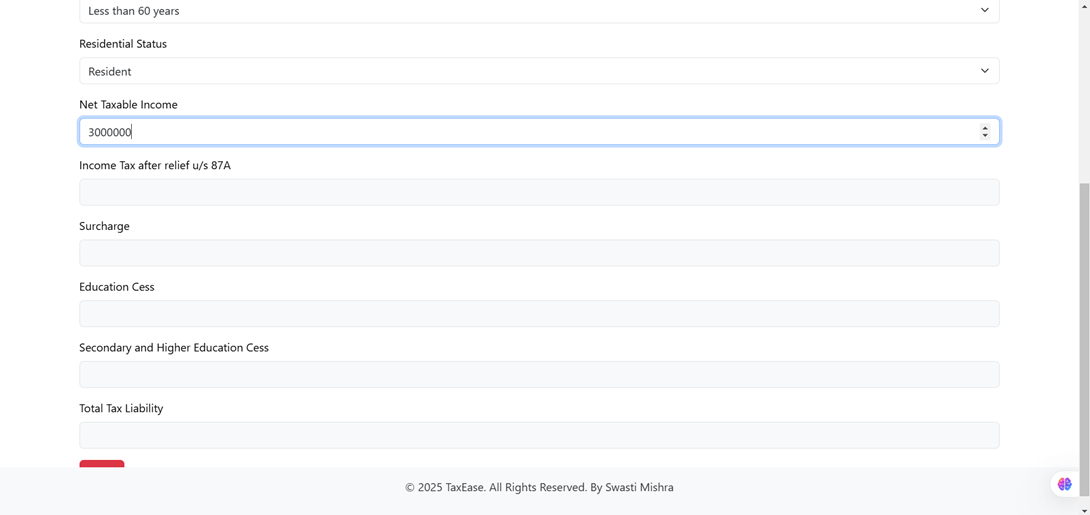 Less than 60 years
Residential Status
Resident
Net Taxable Income
3000000
Income Tax after relief u/s 87A
Surcharge
Education Cess
Secondary and Higher Education Cess
Total Tax Liability
© 2025 TaxEase. All Rights Reserved. By Swasti Mishra